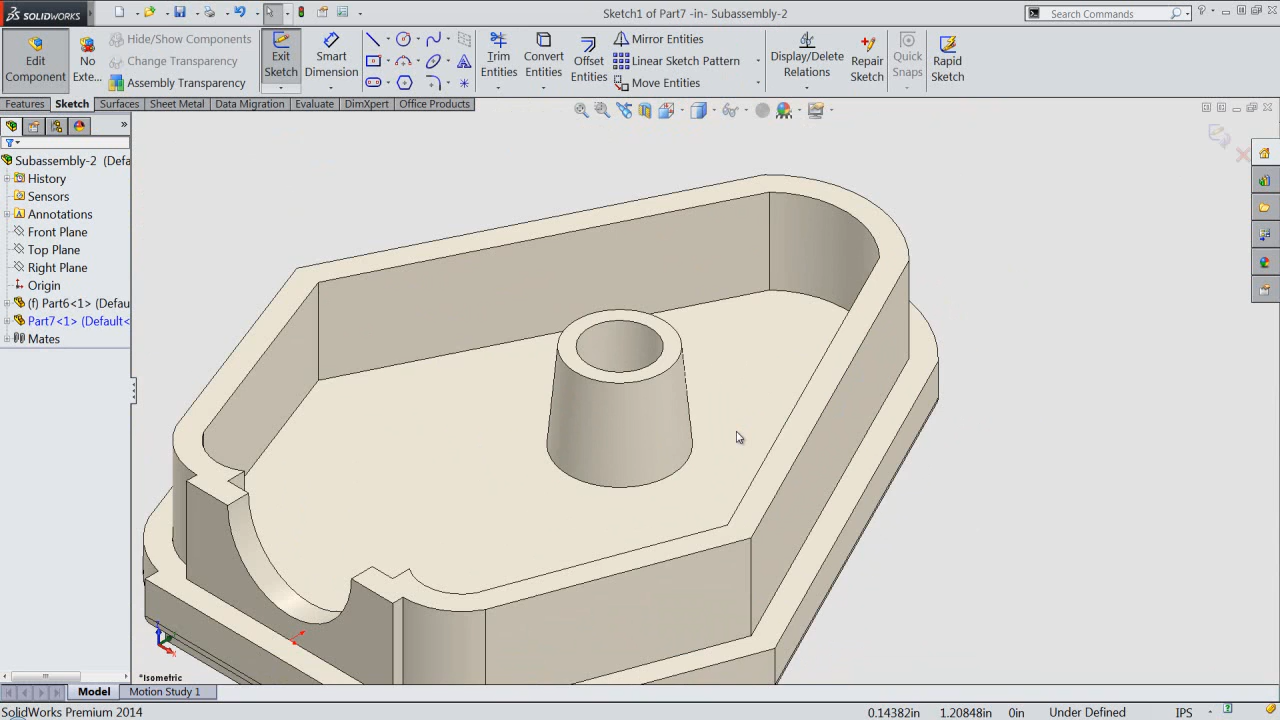 SOLIDWORKS
Sketch1 of Part7 -in- Subassembly-2
Search Commands
Edit Component
No Exte...
Hide/Show Components
Change Transparency
Assembly Transparency
Exit Sketch
Smart Dimension
Trim Entities
Convert Entities
Offset Entities
Mirror Entities
Linear Sketch Pattern
Move Entities
Display/Delete Relations
Repair Sketch
Quick Snaps
Rapid Sketch
Features Sketch Surfaces Sheet Metal Data Migration Evaluate DimXpert Office Products
Subassembly-2 (Defa
History
Sensors
Annotations
Front Plane
Top Plane
Right Plane
Origin
(f) Part6<1> (Defau
Part7<1> (Default<
Mates
*Isometric
Model Motion Study 1
SolidWorks Premium 2014 0.14382in 1.20848in 0in Under Defined IPS